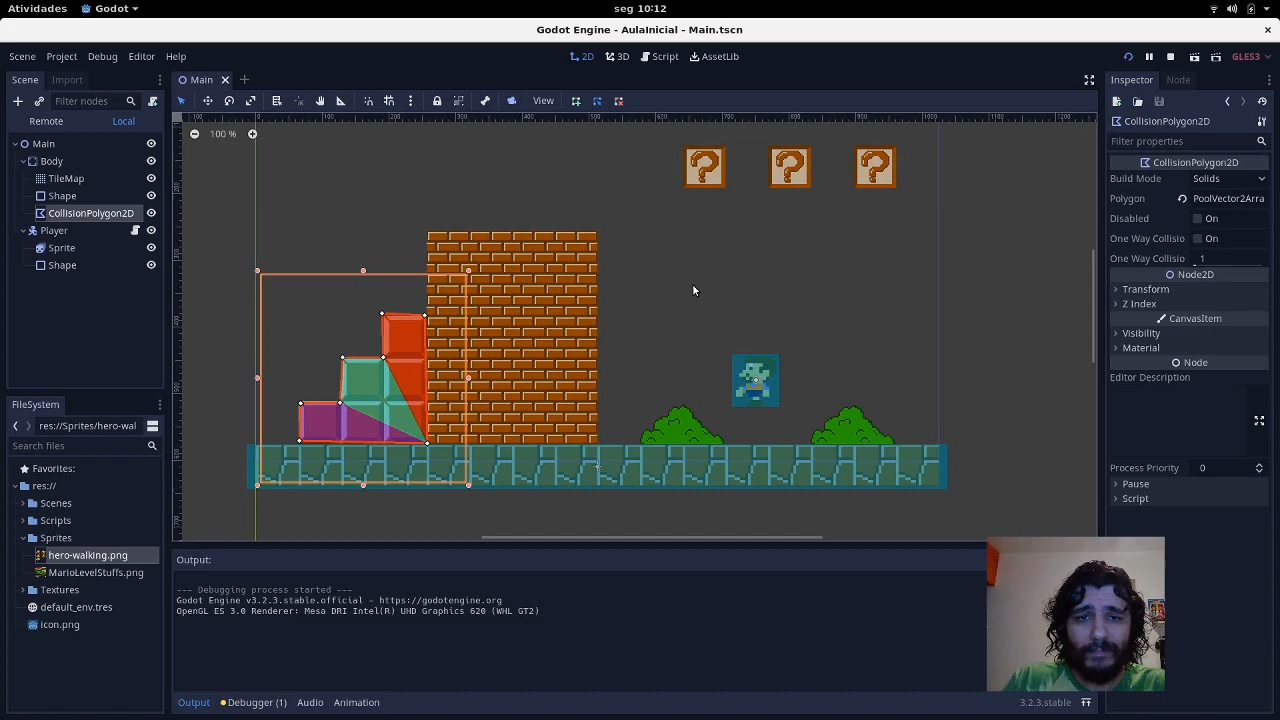 Atividades Godot seg 10:12
Godot Engine - AulaInicial - Main.tscn
Scene Project Debug Editor Help 2D 3D Script AssetLib GLES3
Scene Import
Filter nodes
Remote Local
Main
Body
TileMap
Shape
CollisionPolygon2D
Player
Sprite
Shape
FileSystem
res://Sprites/hero-wal
Search files
Favorites:
res://
Scenes
Scripts
Sprites
hero-walking.png
MarioLevelStuffs.png
Textures
default_env.tres
icon.png
Main
View
100 %
Output:
--- Debugging process started ---
Godot Engine v3.2.3.stable.official - https://godotengine.org
OpenGL ES 3.0 Renderer: Mesa DRI Intel(R) UHD Graphics 620 (WHL GT2)
Output Debugger (1) Audio Animation 3.2.3.stable
Inspector Node
CollisionPolygon2D
Filter properties
CollisionPolygon2D
Build Mode Solids
Polygon PoolVector2Arra
Disabled On
One Way Collisio On
One Way Collisio 1
Node2D
Transform
Z Index
CanvasItem
Visibility
Material
Node
Editor Description
Process Priority 0
Pause
Script